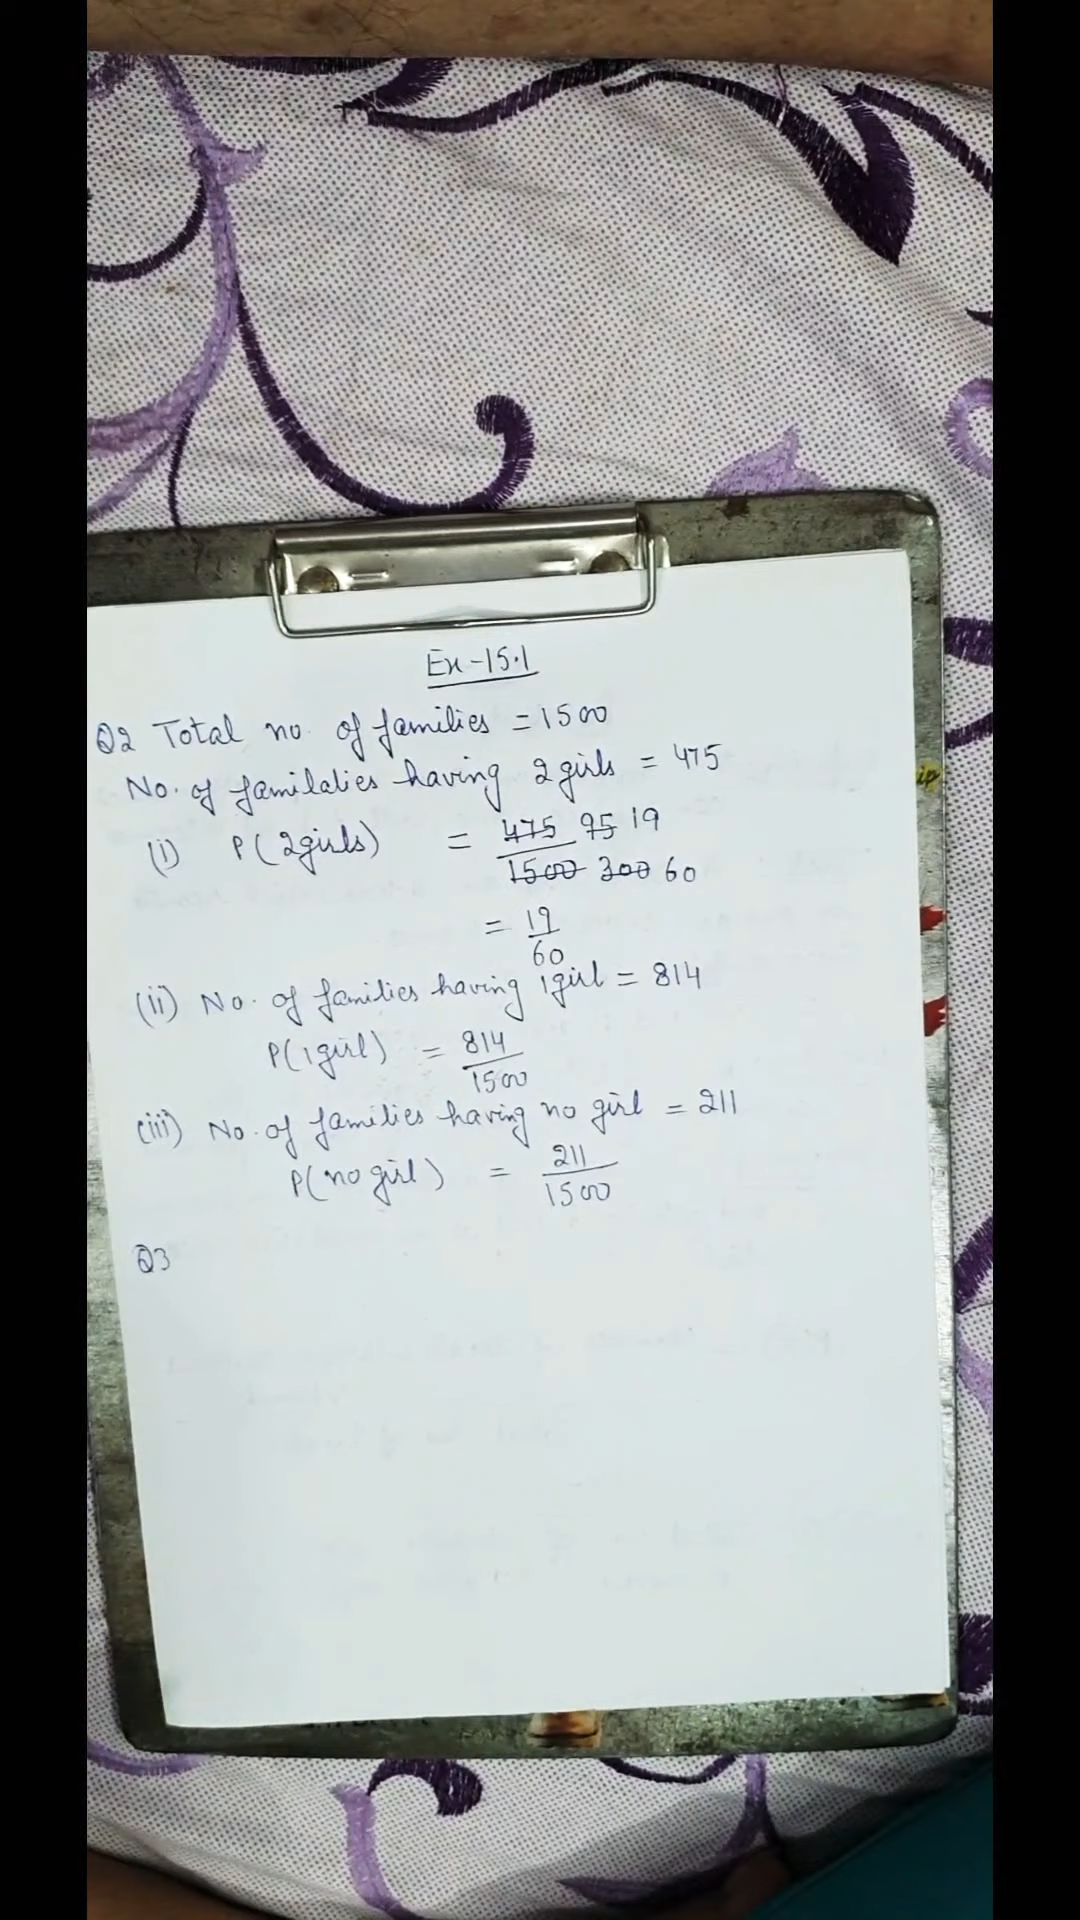 Ex-15.1
Q2 Total no. of families = 1500
No. of familaties having 2 girls = 475
(i) P(2girls) = 475 95 19
1500 300 60
= 19
60
(ii) No. of families having 1 girl = 814
P(1girl) = 814
1500
(iii) No. of families having no girl = 211
P(no girl) = 211
1500
Q3
ip